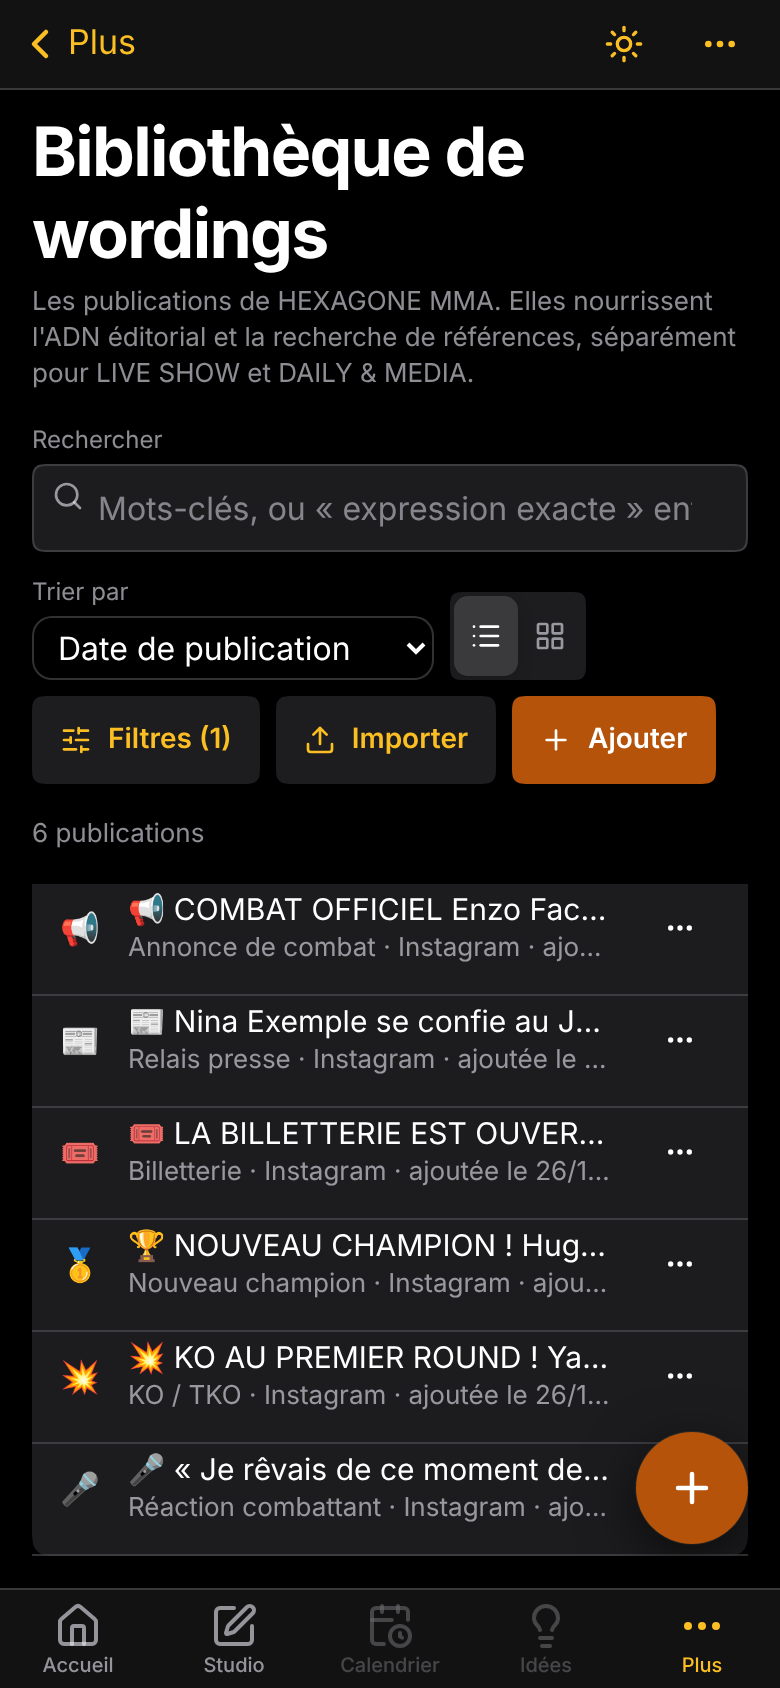 Plus
Bibliothèque de
wordings
Les publications de HEXAGONE MMA. Elles nourrissent
l'ADN éditorial et la recherche de références, séparément
pour LIVE SHOW et DAILY & MEDIA.
Rechercher
Mots-clés, ou « expression exacte » en
Trier par
Date de publication
Filtres (1)
Importer
Ajouter
6 publications
📢 COMBAT OFFICIEL Enzo Fac...
Annonce de combat · Instagram · ajo...
📰 Nina Exemple se confie au J...
Relais presse · Instagram · ajoutée le ...
🎟️ LA BILLETTERIE EST OUVER...
Billetterie · Instagram · ajoutée le 26/1...
🏆 NOUVEAU CHAMPION ! Hug...
Nouveau champion · Instagram · ajou...
💥 KO AU PREMIER ROUND ! Ya...
KO / TKO · Instagram · ajoutée le 26/1...
🎤 « Je rêvais de ce moment de...
Réaction combattant · Instagram · ajo...
Accueil
Studio
Calendrier
Idées
Plus